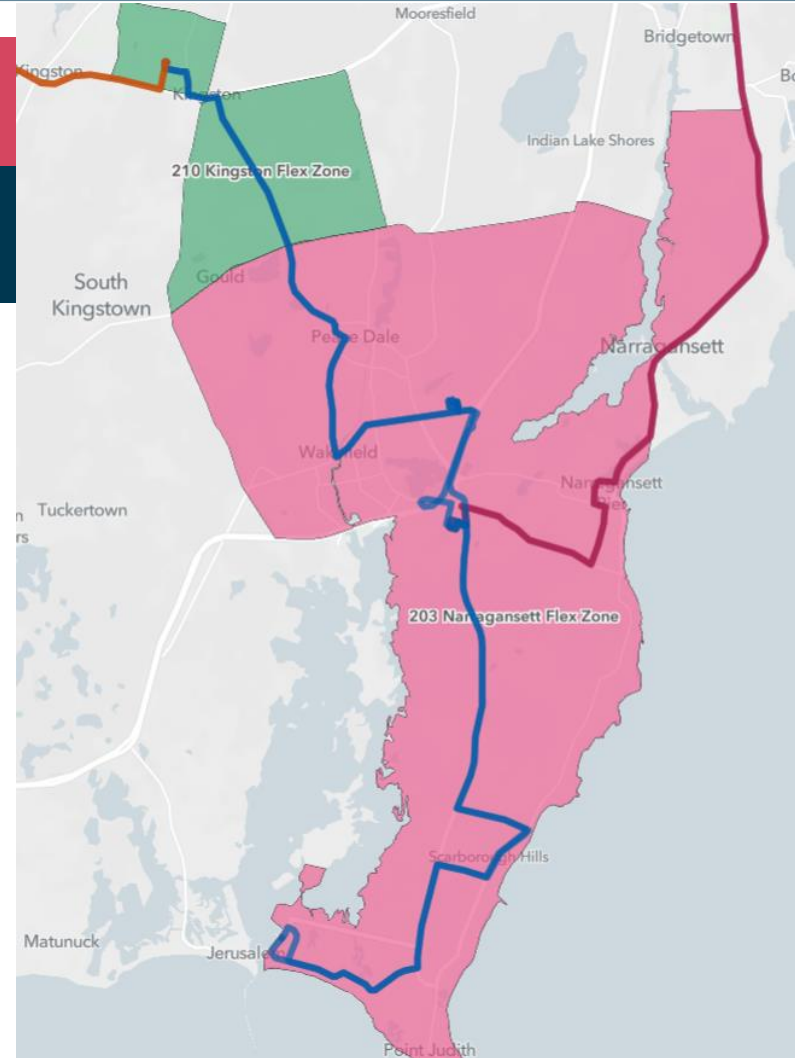 Mooresfield
Bridgetown
Kingston
Kingston
Indian Lake Shores
210 Kingston Flex Zone
Gould
South
Kingstown
Peace Dale
Narragansett
Wakefield
Narragansett
Pier
Tuckertown
203 Narragansett Flex Zone
Scarborough Hills
Matunuck
Jerusalem
Point Judith